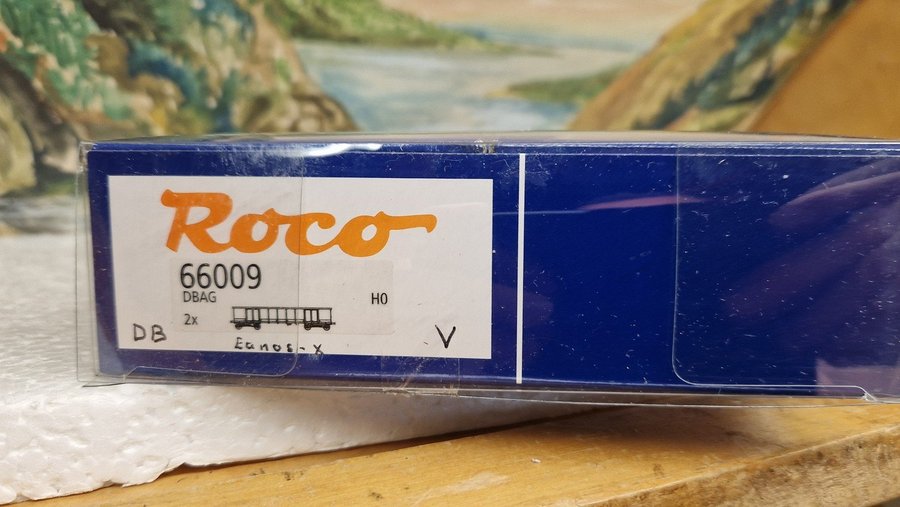 Roco
66009
DBAG
H0
2x
DB
Eanos-x
V